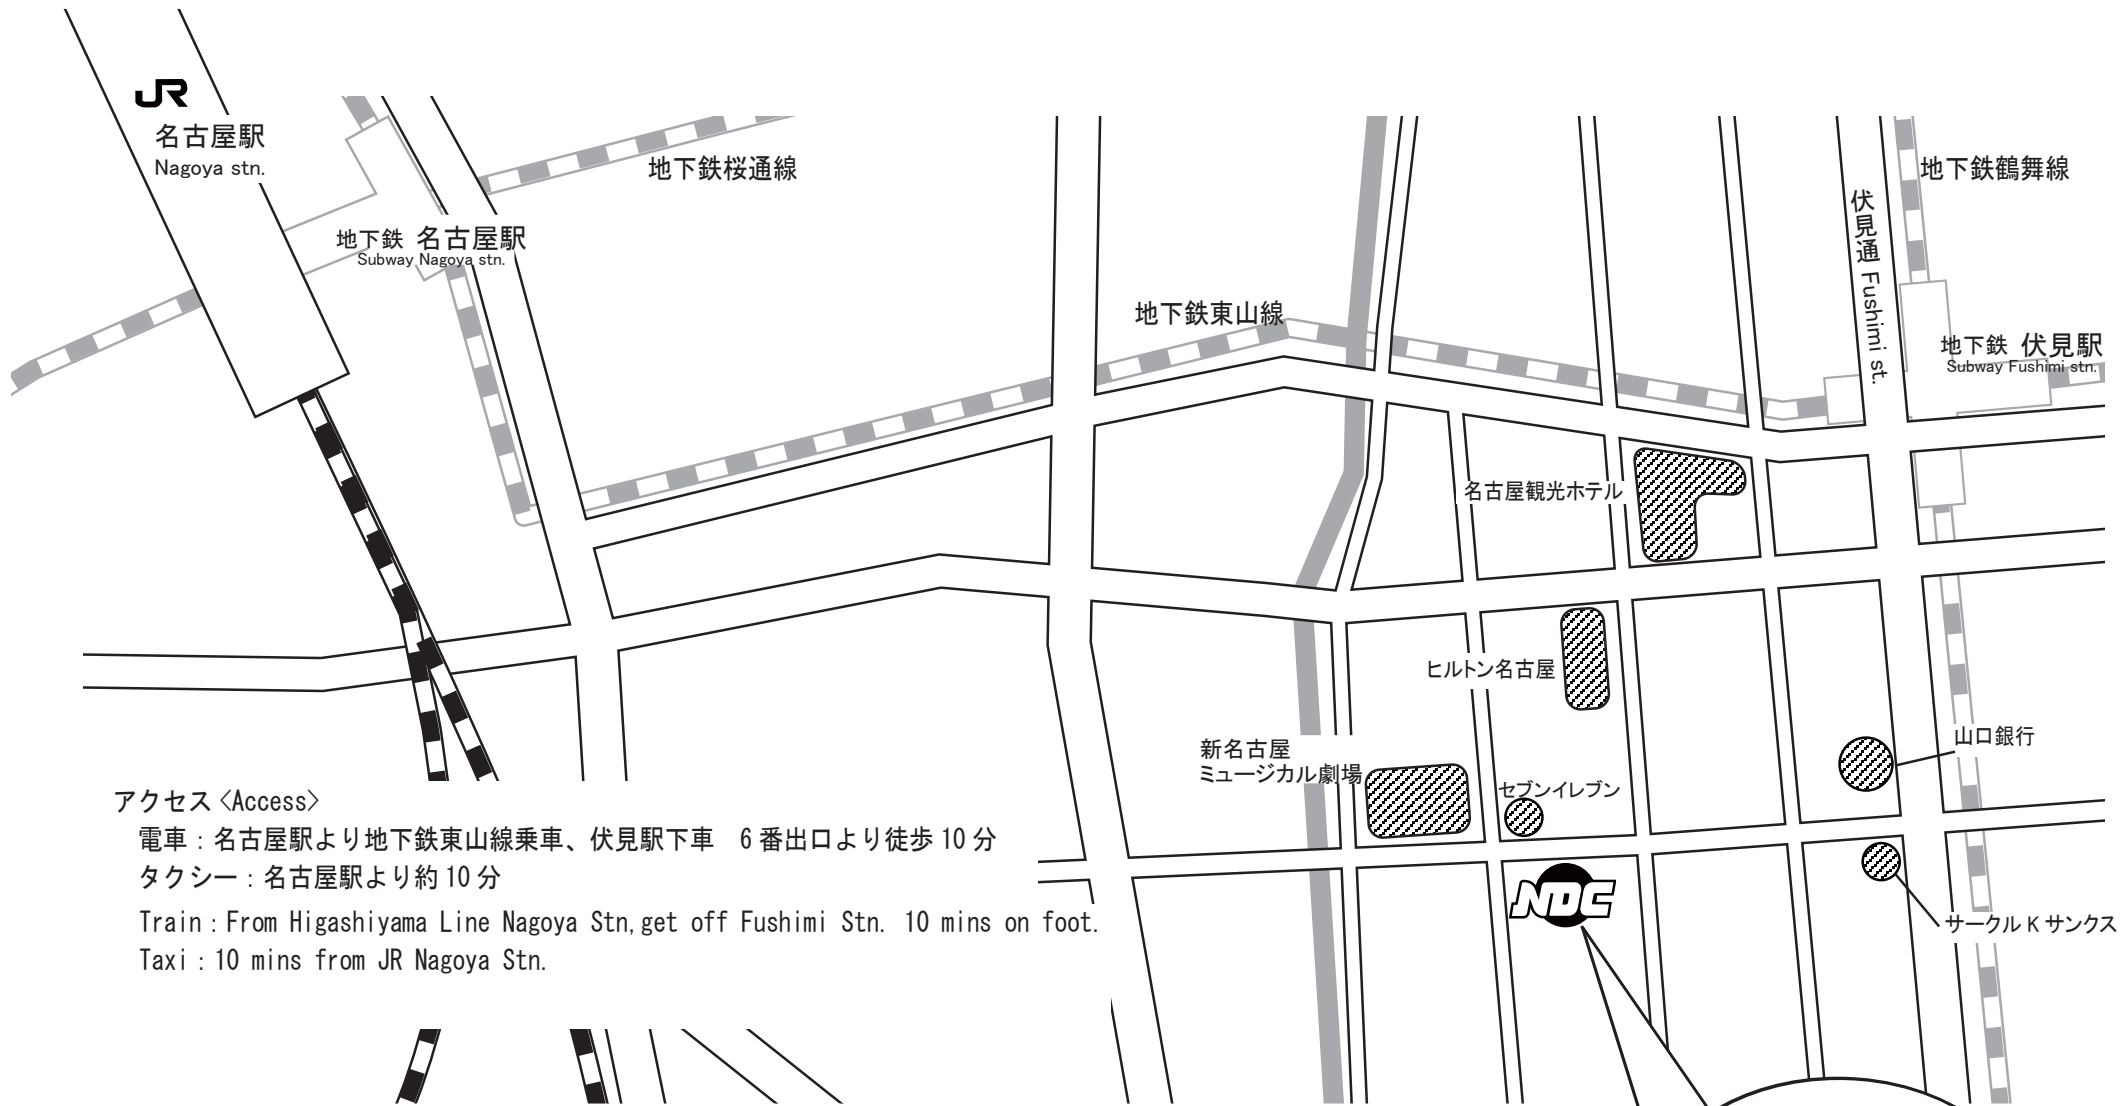 JR
名古屋駅
Nagoya stn.
地下鉄桜通線
地下鉄 名古屋駅
Subway Nagoya stn.
地下鉄東山線
伏見通 Fushimi st.
地下鉄鶴舞線
地下鉄 伏見駅
Subway Fushimi stn.
名古屋観光ホテル
ヒルトン名古屋
新名古屋
ミュージカル劇場
セブンイレブン
山口銀行
NDC
サークル K サンクス
アクセス <Access>
電車：名古屋駅より地下鉄東山線乗車、伏見駅下車　6 番出口より徒歩 10 分
タクシー：名古屋駅より約 10 分
Train : From Higashiyama Line Nagoya Stn, get off Fushimi Stn. 10 mins on foot.
Taxi : 10 mins from JR Nagoya Stn.